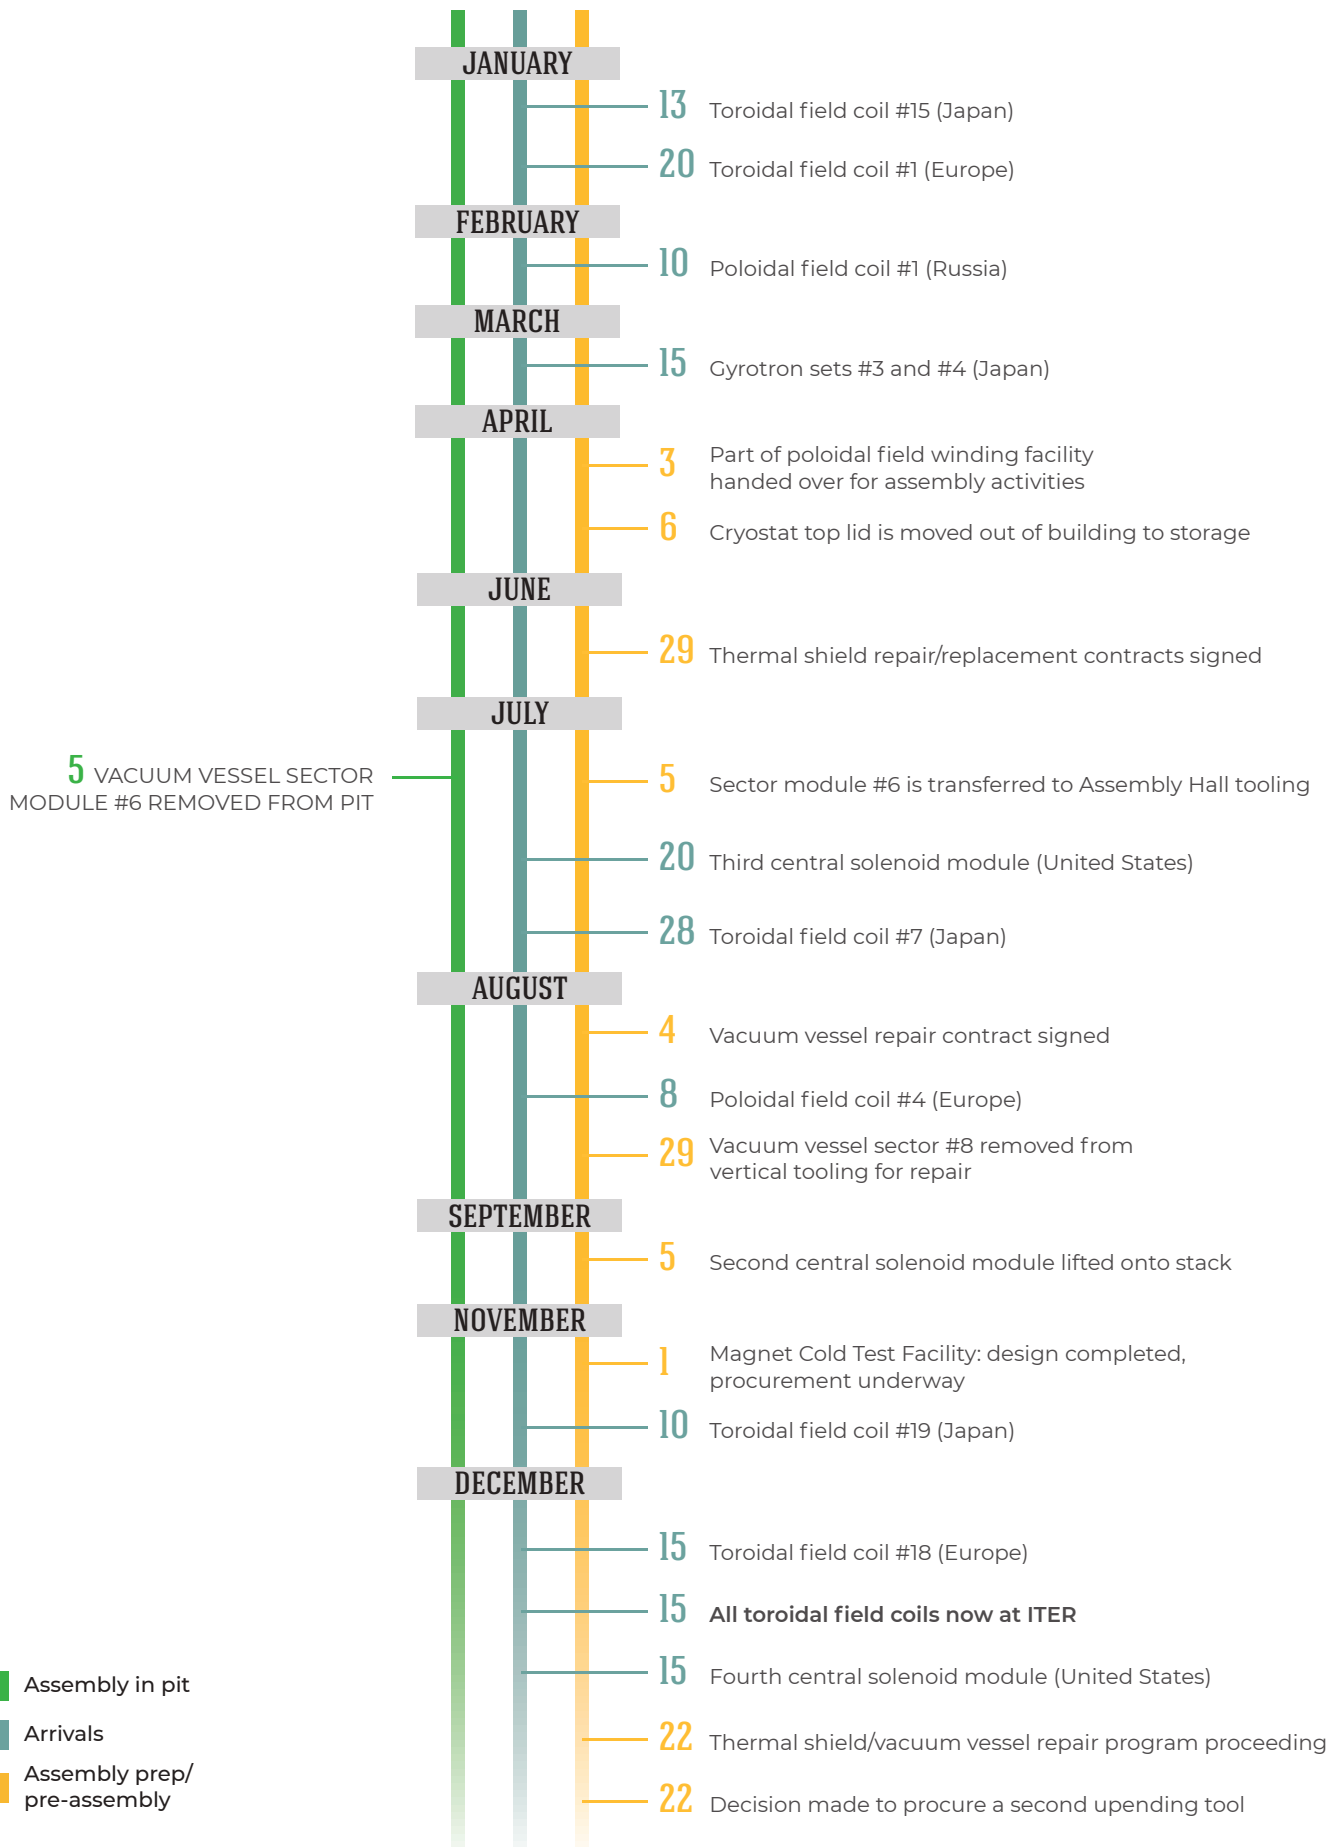 JANUARY
13 Toroidal field coil #15 (Japan)
20 Toroidal field coil #1 (Europe)
FEBRUARY
10 Poloidal field coil #1 (Russia)
MARCH
15 Gyrotron sets #3 and #4 (Japan)
APRIL
3 Part of poloidal field winding facility
handed over for assembly activities
6 Cryostat top lid is moved out of building to storage
JUNE
29 Thermal shield repair/replacement contracts signed
JULY
5 VACUUM VESSEL SECTOR
MODULE #6 REMOVED FROM PIT
5 Sector module #6 is transferred to Assembly Hall tooling
20 Third central solenoid module (United States)
28 Toroidal field coil #7 (Japan)
AUGUST
4 Vacuum vessel repair contract signed
8 Poloidal field coil #4 (Europe)
29 Vacuum vessel sector #8 removed from
vertical tooling for repair
SEPTEMBER
5 Second central solenoid module lifted onto stack
NOVEMBER
1 Magnet Cold Test Facility: design completed,
procurement underway
10 Toroidal field coil #19 (Japan)
DECEMBER
15 Toroidal field coil #18 (Europe)
15 All toroidal field coils now at ITER
15 Fourth central solenoid module (United States)
22 Thermal shield/vacuum vessel repair program proceeding
22 Decision made to procure a second upending tool
Assembly in pit
Arrivals
Assembly prep/
pre-assembly